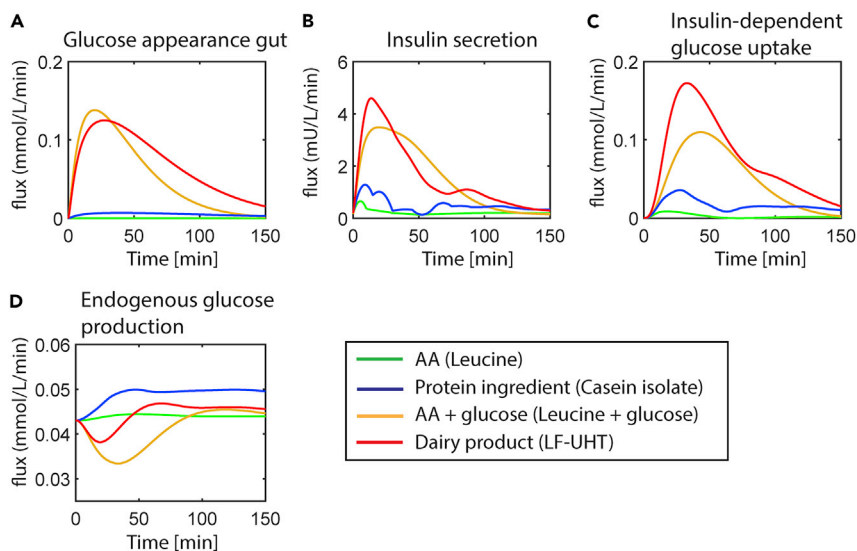 A
Glucose appearance gut
flux (mmol/L/min)
0.2
0.1
0
0
50
100
150
Time [min]
B
Insulin secretion
flux (mU/L/min)
6
4
2
0
0
50
100
150
Time [min]
C
Insulin-dependent
glucose uptake
flux (mmol/L/min)
0.2
0.1
0
0
50
100
150
Time [min]
D
Endogenous glucose
production
flux (mmol/L/min)
0.06
0.05
0.04
0.03
0
50
100
150
Time [min]
AA (Leucine)
Protein ingredient (Casein isolate)
AA + glucose (Leucine + glucose)
Dairy product (LF-UHT)